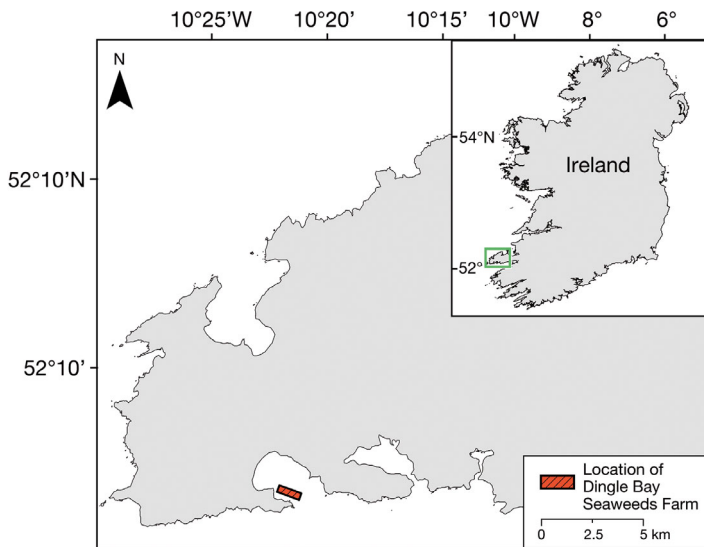 10°25'W 10°20' 10°15' 10°W 8° 6°
N
54°N
Ireland
52°10'N
52°
52°10'
Location of
Dingle Bay
Seaweeds Farm
0 2.5 5 km